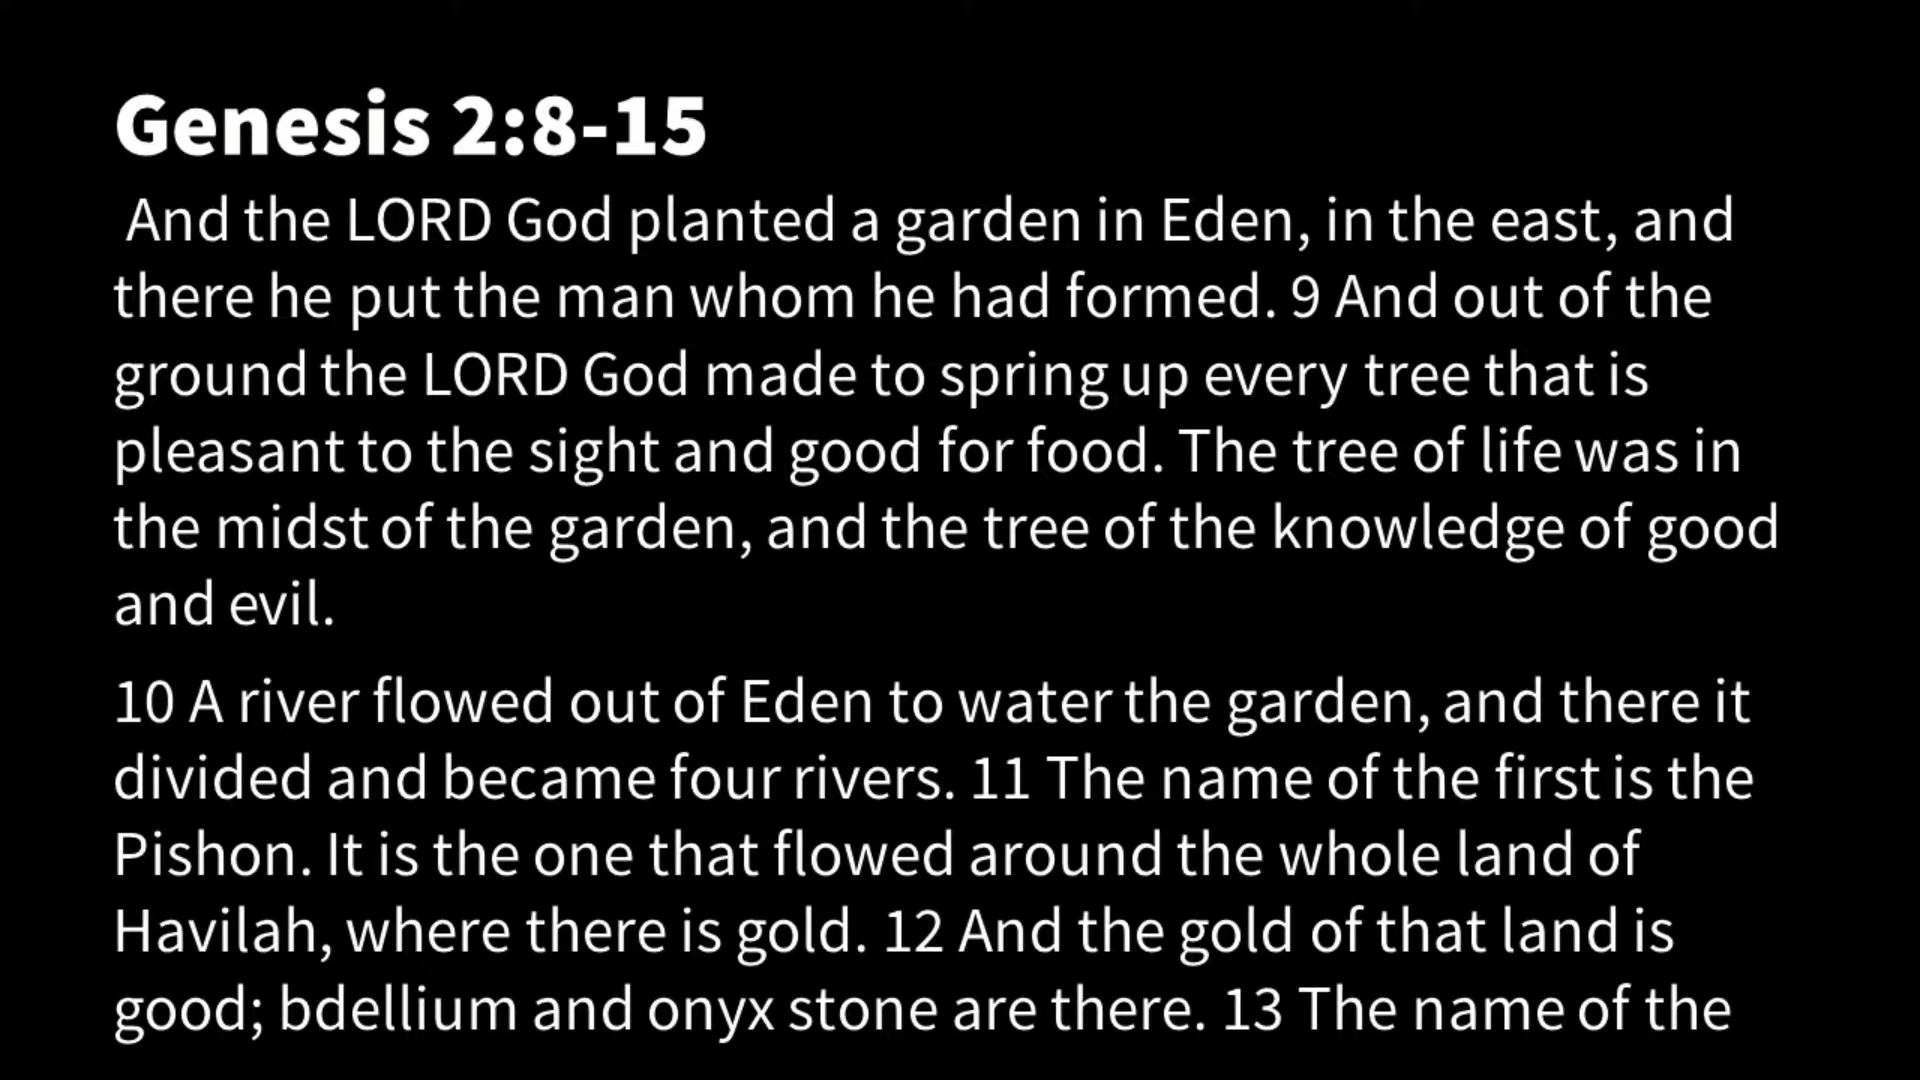 Genesis 2:8-15
And the LORD God planted a garden in Eden, in the east, and
there he put the man whom he had formed. 9 And out of the
ground the LORD God made to spring up every tree that is
pleasant to the sight and good for food. The tree of life was in
the midst of the garden, and the tree of the knowledge of good
and evil.
10 A river flowed out of Eden to water the garden, and there it
divided and became four rivers. 11 The name of the first is the
Pishon. It is the one that flowed around the whole land of
Havilah, where there is gold. 12 And the gold of that land is
good; bdellium and onyx stone are there. 13 The name of the